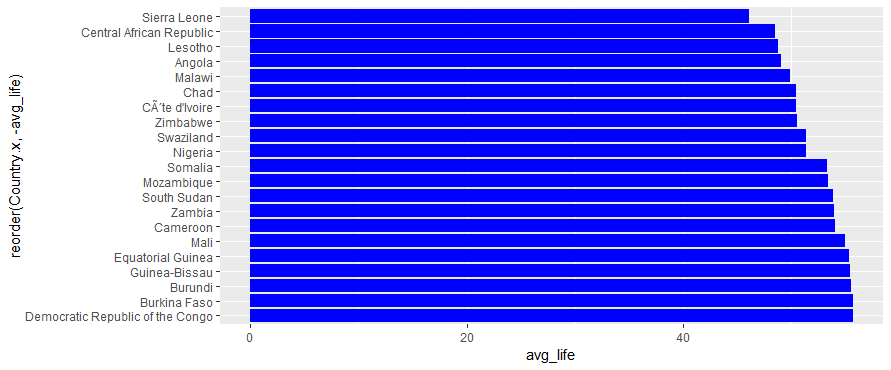 reorder(Country.x, -avg_life)
Sierra Leone
Central African Republic
Lesotho
Angola
Malawi
Chad
CÃ´te d'Ivoire
Zimbabwe
Swaziland
Nigeria
Somalia
Mozambique
South Sudan
Zambia
Cameroon
Mali
Equatorial Guinea
Guinea-Bissau
Burundi
Burkina Faso
Democratic Republic of the Congo
0 20 40
avg_life